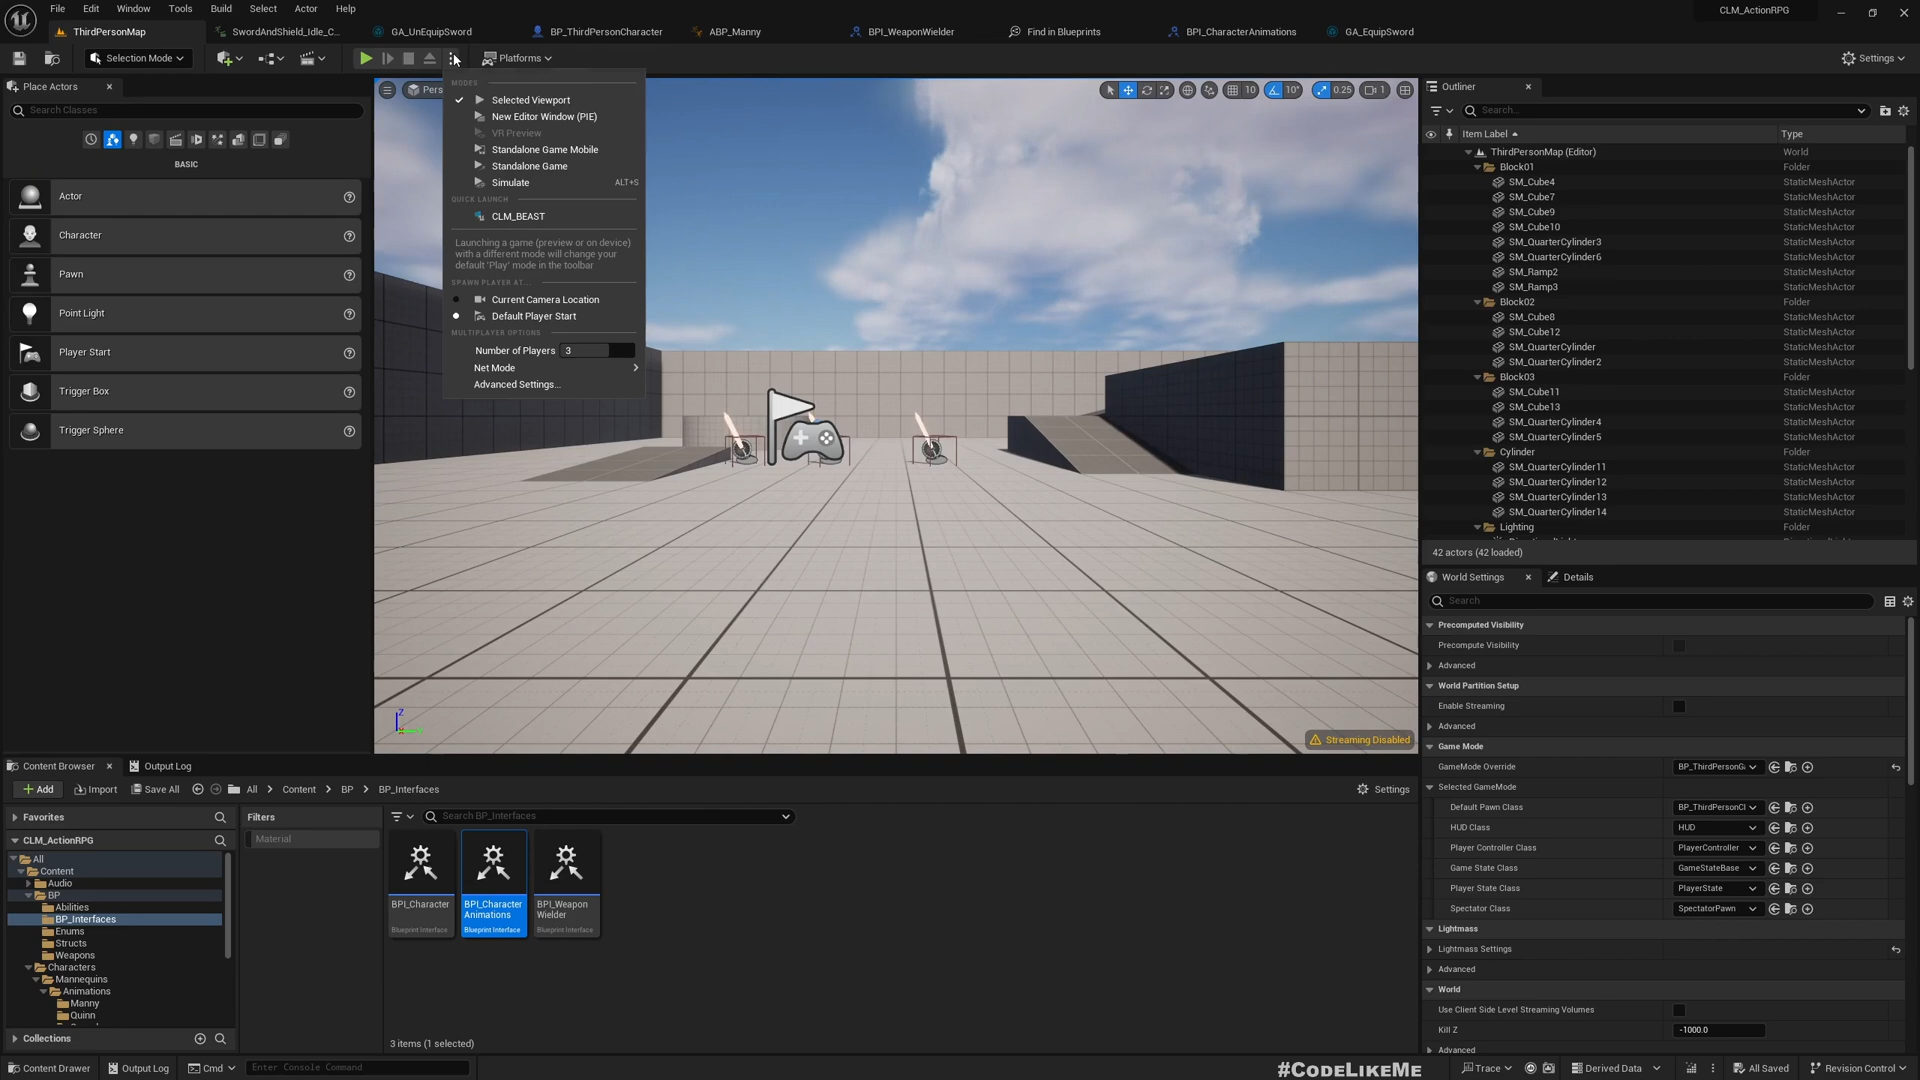 File Edit Window Tools Build Select Actor Help
CLM_ActionRPG
ThirdPersonMap SwordAndShield_Idle_C... GA_UnEquipSword BP_ThirdPersonCharacter ABP_Manny BPI_WeaponWielder Find in Blueprints BPI_CharacterAnimations GA_EquipSword
Selection Mode Platforms Settings
Place Actors ×
Search Classes
BASIC
Actor
Character
Pawn
Point Light
Player Start
Trigger Box
Trigger Sphere
Pers
MODES
Selected Viewport
New Editor Window (PIE)
VR Preview
Standalone Game Mobile
Standalone Game
Simulate ALT+S
QUICK LAUNCH
CLM_BEAST
Launching a game (preview or on device)
with a different mode will change your
default 'Play' mode in the toolbar
SPAWN PLAYER AT...
Current Camera Location
Default Player Start
MULTIPLAYER OPTIONS
Number of Players 3
Net Mode
Advanced Settings...
10 10° 0.25 1
Z
Streaming Disabled
Outliner ×
Search...
Item Label Type
ThirdPersonMap (Editor) World
Block01 Folder
SM_Cube4 StaticMeshActor
SM_Cube7 StaticMeshActor
SM_Cube9 StaticMeshActor
SM_Cube10 StaticMeshActor
SM_QuarterCylinder3 StaticMeshActor
SM_QuarterCylinder6 StaticMeshActor
SM_Ramp2 StaticMeshActor
SM_Ramp3 StaticMeshActor
Block02 Folder
SM_Cube8 StaticMeshActor
SM_Cube12 StaticMeshActor
SM_QuarterCylinder StaticMeshActor
SM_QuarterCylinder2 StaticMeshActor
Block03 Folder
SM_Cube11 StaticMeshActor
SM_Cube13 StaticMeshActor
SM_QuarterCylinder4 StaticMeshActor
SM_QuarterCylinder5 StaticMeshActor
Cylinder Folder
SM_QuarterCylinder11 StaticMeshActor
SM_QuarterCylinder12 StaticMeshActor
SM_QuarterCylinder13 StaticMeshActor
SM_QuarterCylinder14 StaticMeshActor
Lighting Folder
42 actors (42 loaded)
World Settings × Details
Search
Precomputed Visibility
Precompute Visibility
Advanced
World Partition Setup
Enable Streaming
Advanced
Game Mode
GameMode Override BP_ThirdPersonG
Selected GameMode
Default Pawn Class BP_ThirdPersonCl
HUD Class HUD
Player Controller Class PlayerController
Game State Class GameStateBase
Player State Class PlayerState
Spectator Class SpectatorPawn
Lightmass
Lightmass Settings
Advanced
World
Use Client Side Level Streaming Volumes
Kill Z -1000.0
Advanced
Content Browser × Output Log
+ Add Import Save All All > Content > BP > BP_Interfaces Settings
Favorites
CLM_ActionRPG
All
Content
Audio
BP
Abilities
BP_Interfaces
Enums
Structs
Weapons
Characters
Mannequins
Animations
Manny
Quinn
Collections
Filters
Material
Search BP_Interfaces
BPI_Character
Blueprint Interface
BPI_Character
Animations
Blueprint Interface
BPI_Weapon
Wielder
Blueprint Interface
3 items (1 selected)
Content Drawer Output Log Cmd Enter Console Command
#CODELIKEME
Trace Derived Data All Saved Revision Control